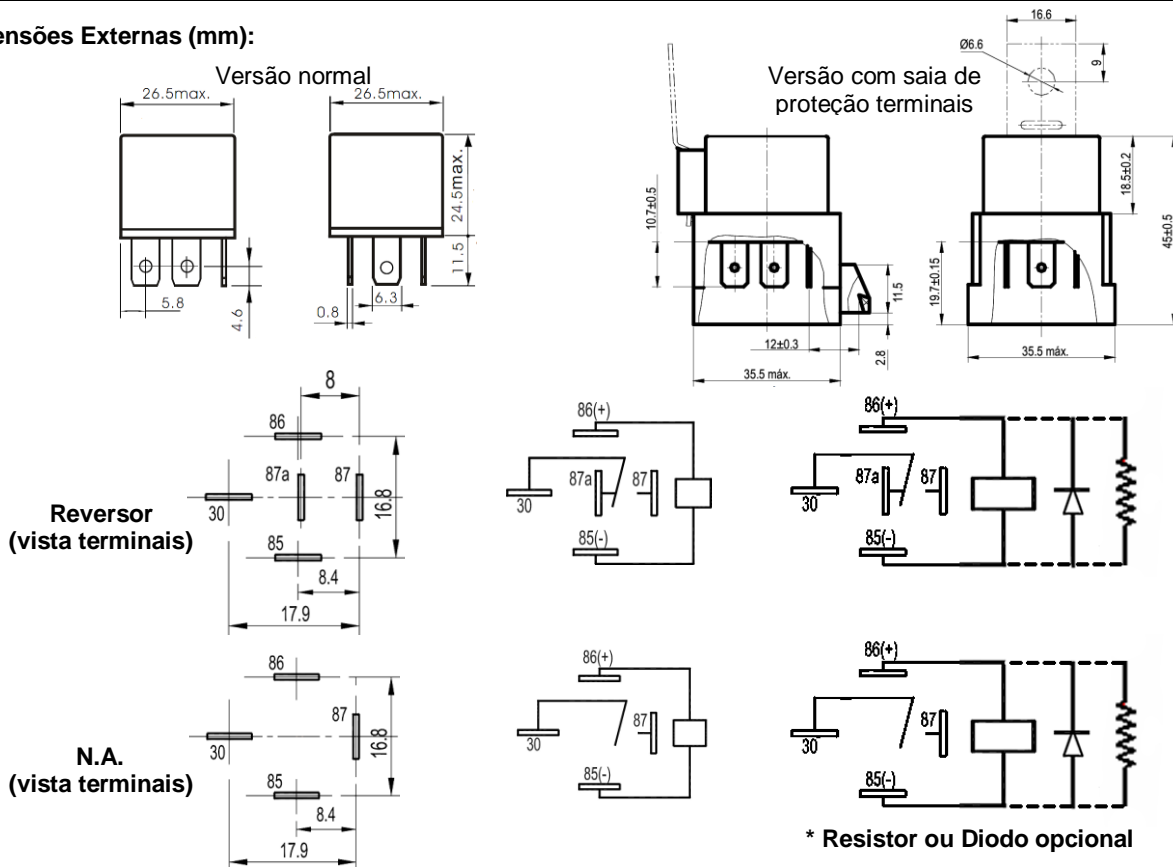 ensões Externas (mm):
Versão normal
26.5max.
26.5max.
24.5max.
11.5
5.8
4.6
0.8
6.3
Versão com saia de
proteção terminais
16.6
Ø6.6
9
10.7±0.5
18.5±0.2
45±0.5
19.7±0.15
11.5
12±0.3
2.8
35.5 máx.
35.5 máx.
Reversor
(vista terminais)
8
86
87a
87
30
85
16.8
8.4
17.9
86(+)
87a
87
30
85(-)
86(+)
87a
87
30
85(-)
N.A.
(vista terminais)
86
87
30
85
16.8
8.4
17.9
86(+)
87
30
85(-)
86(+)
87
30
85(-)
* Resistor ou Diodo opcional